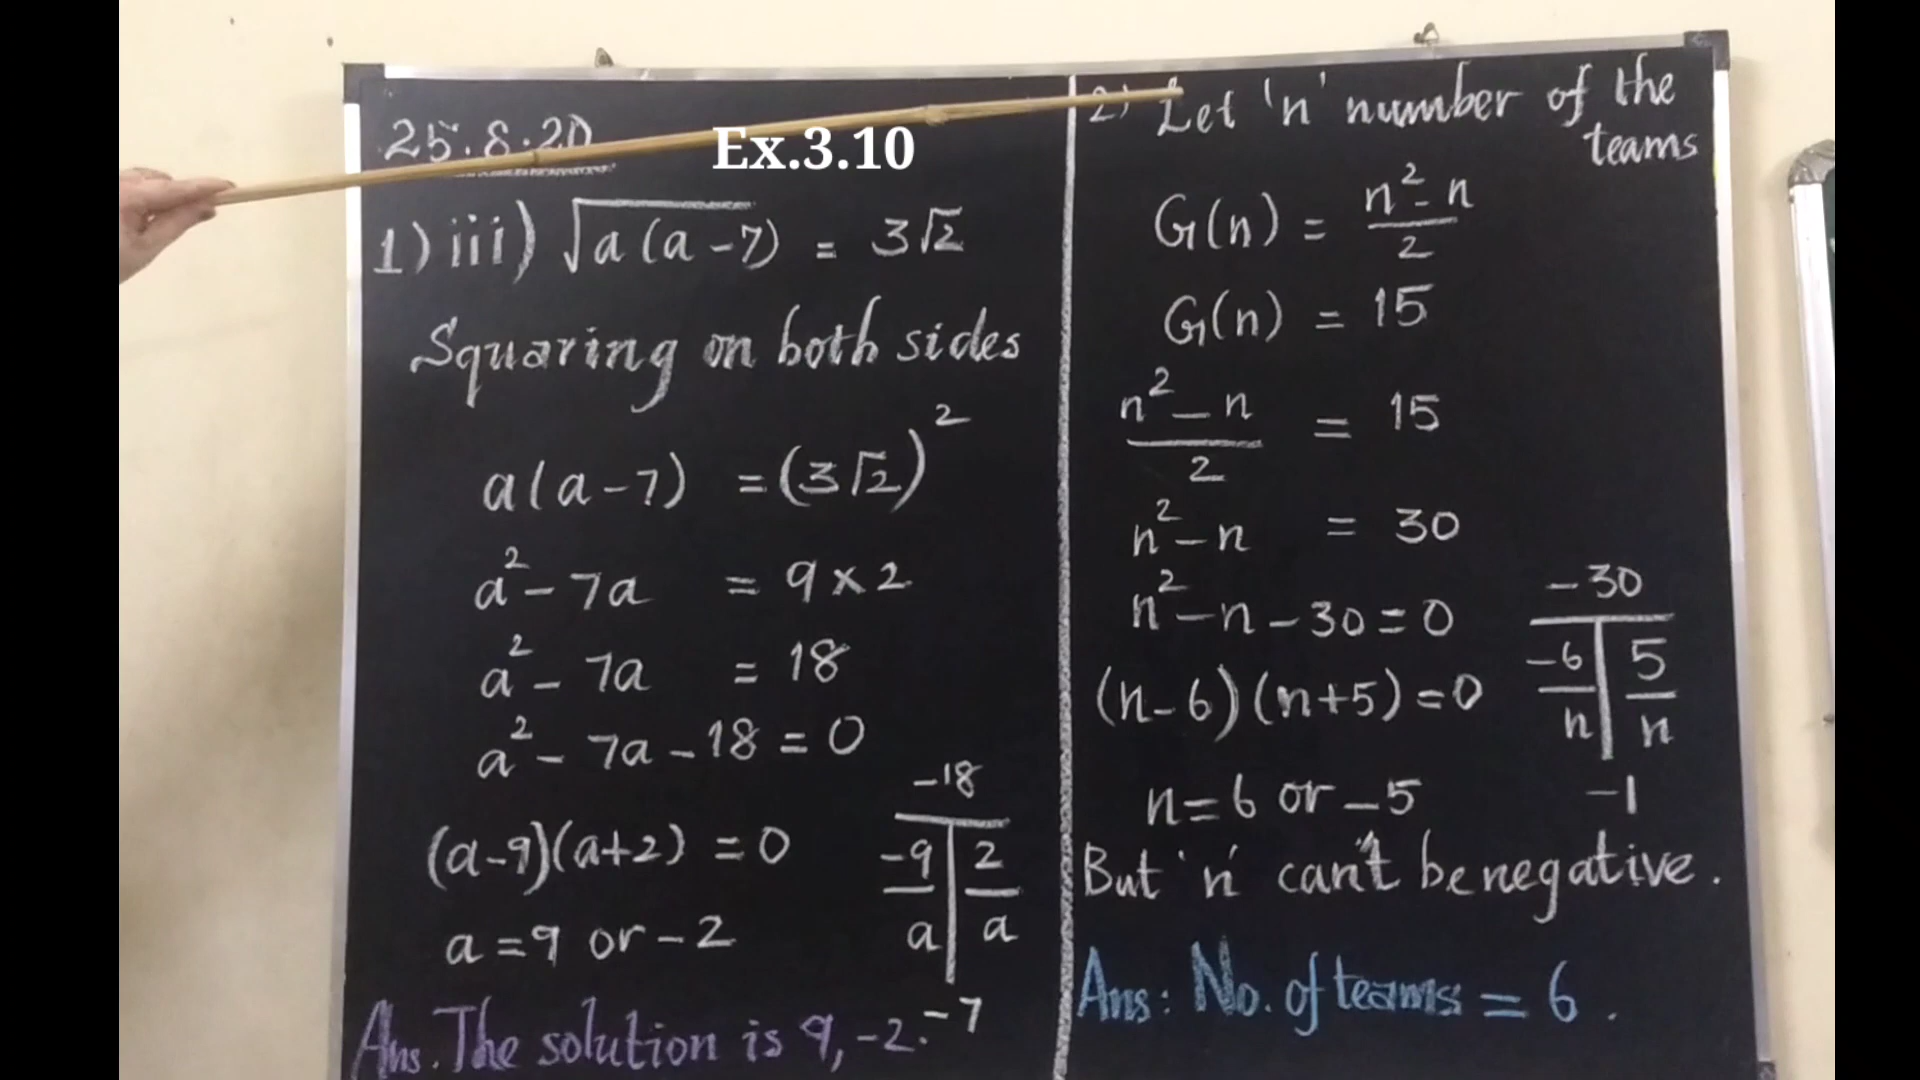 25.8.20
Ex.3.10
1) iii) √a(a-7) = 3√2
Squaring on both sides
a(a-7) = (3√2)²
a² - 7a = 9 x 2
a² - 7a = 18
a² - 7a - 18 = 0
(a-9)(a+2) = 0
a = 9 or -2
-18
-9 | 2
a | a
-7
Ans. The solution is 9, -2.
2) Let 'n' number of the
teams
G(n) = n² - n / 2
G(n) = 15
n² - n / 2 = 15
n² - n = 30
n² - n - 30 = 0
(n-6)(n+5) = 0
n = 6 or -5
-30
-6 | 5
n | n
-1
But 'n' can't be negative.
Ans: No. of teams = 6.